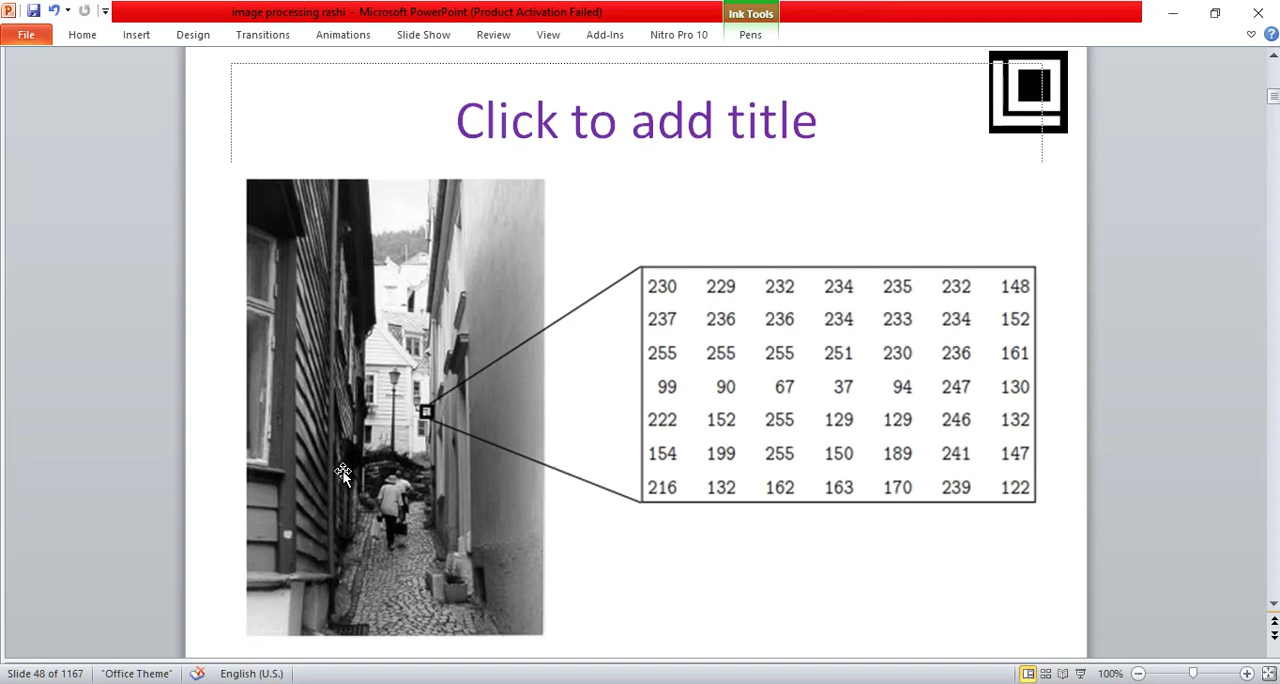 image processing rashi - Microsoft PowerPoint (Product Activation Failed)
Ink Tools
File Home Insert Design Transitions Animations Slide Show Review View Add-Ins Nitro Pro 10 Pens
Click to add title
230 229 232 234 235 232 148
237 236 236 234 233 234 152
255 255 255 251 230 236 161
99 90 67 37 94 247 130
222 152 255 129 129 246 132
154 199 255 150 189 241 147
216 132 162 163 170 239 122
Slide 48 of 1167 "Office Theme" English (U.S.) 100%